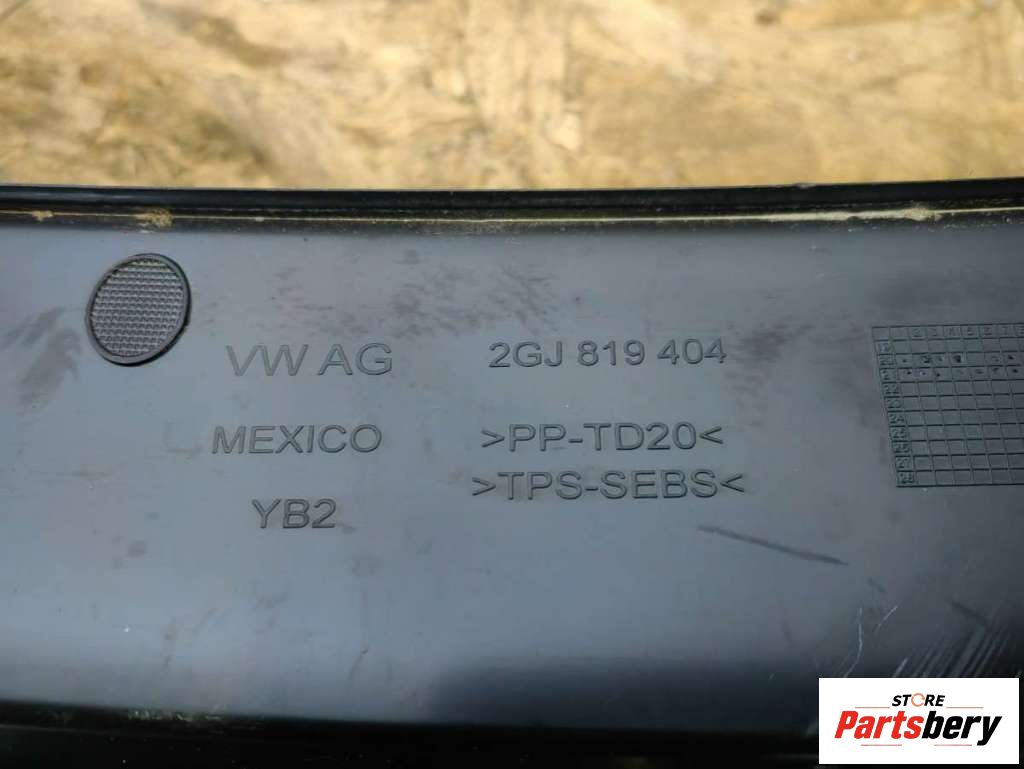 VW AG 2GJ 819 404
MEXICO >PP-TD20<
>TPS-SEBS<
YB2
STORE
Partsbery